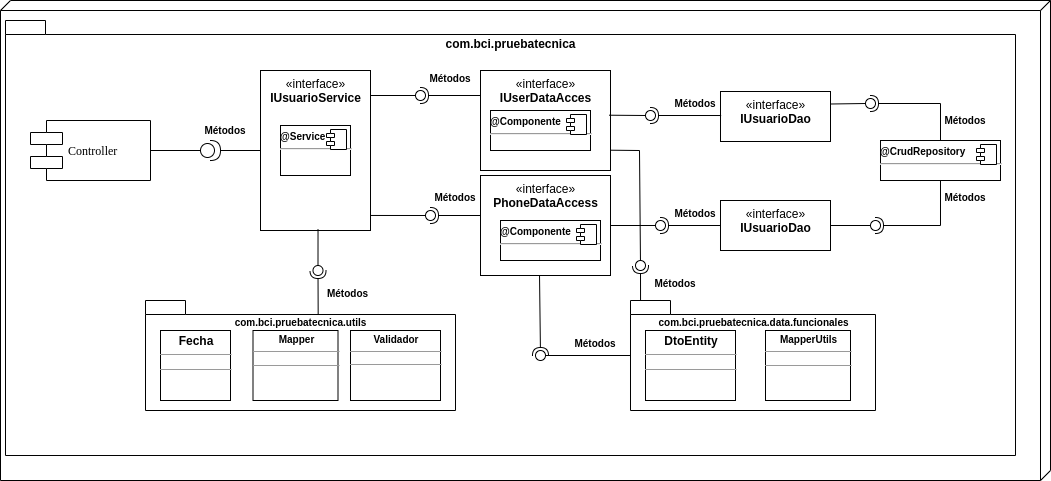 com.bci.pruebatecnica
Controller
Métodos
«interface»
IUsuarioService
@Service
Métodos
«interface»
IUserDataAcces
@Componente
Métodos
«interface»
IUsuarioDao
Métodos
@CrudRepository
Métodos
Métodos
«interface»
PhoneDataAccess
@Componente
Métodos
«interface»
IUsuarioDao
Métodos
com.bci.pruebatecnica.utils
Fecha
Mapper
Validador
Métodos
Métodos
com.bci.pruebatecnica.data.funcionales
DtoEntity
MapperUtils